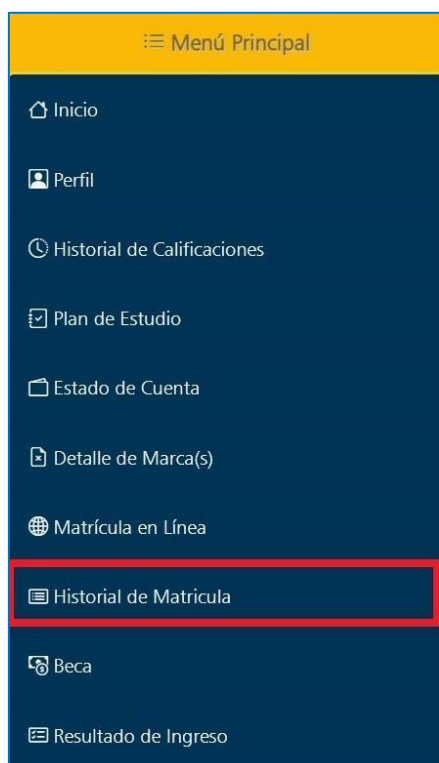 Menú Principal
Inicio
Perfil
Historial de Calificaciones
Plan de Estudio
Estado de Cuenta
Detalle de Marca(s)
Matrícula en Línea
Historial de Matricula
Beca
Resultado de Ingreso